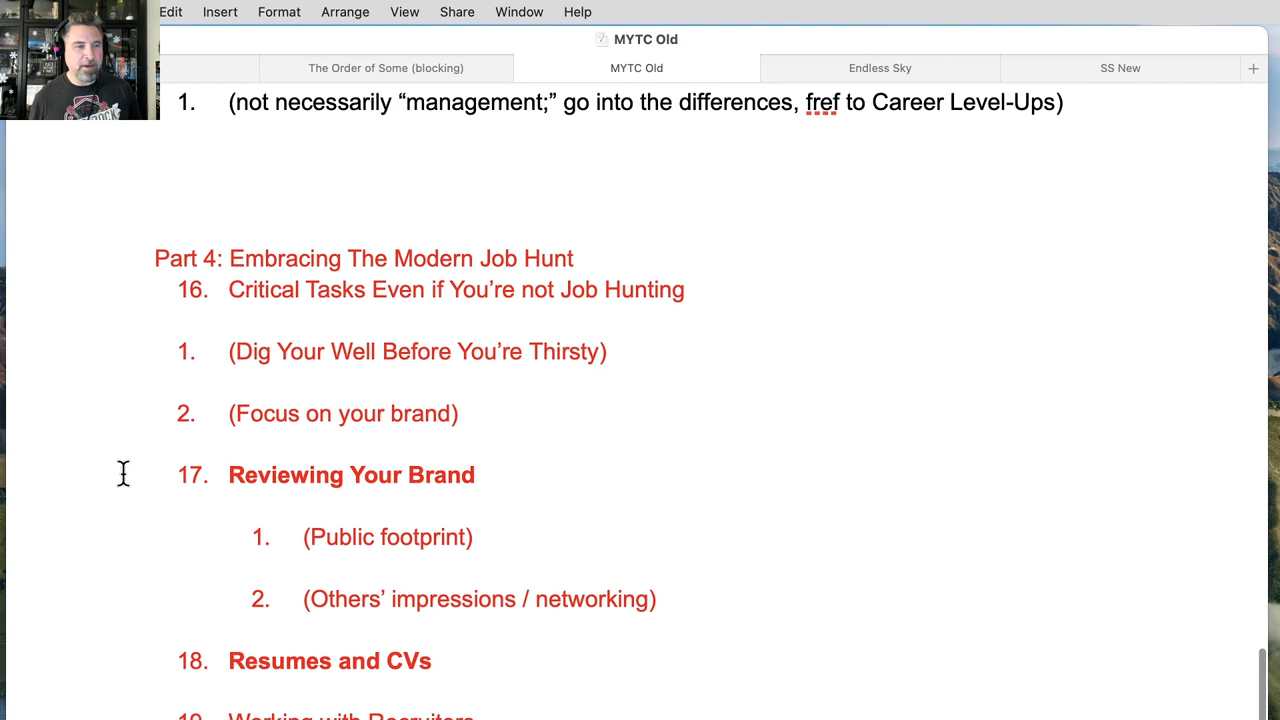 Edit Insert Format Arrange View Share Window Help
MYTC Old
The Order of Some (blocking) MYTC Old Endless Sky SS New
1. (not necessarily “management;” go into the differences, fref to Career Level-Ups)
Part 4: Embracing The Modern Job Hunt
16. Critical Tasks Even if You’re not Job Hunting
1. (Dig Your Well Before You’re Thirsty)
2. (Focus on your brand)
17. Reviewing Your Brand
1. (Public footprint)
2. (Others’ impressions / networking)
18. Resumes and CVs
19. Working with Recruiters